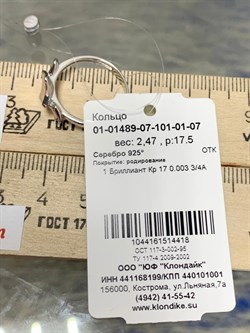 Кольцо
01-01489-07-101-01-07
вес: 2,47 , р:17.5
Серебро 925°
ОТК
Покрытие: родирование
1 Бриллиант Кр 17 0.003 3/4А
1044161514418
ОСТ 117-3-002-95
ТУ 117-4 2009-2002
ООО "ЮФ "Клондайк"
ИНН 441168199/КПП 440101001
156000, Кострома, ул.Льняная,7а
(4942) 41-55-42
www.klondike.su
ГОСТ
ГОСТ 17